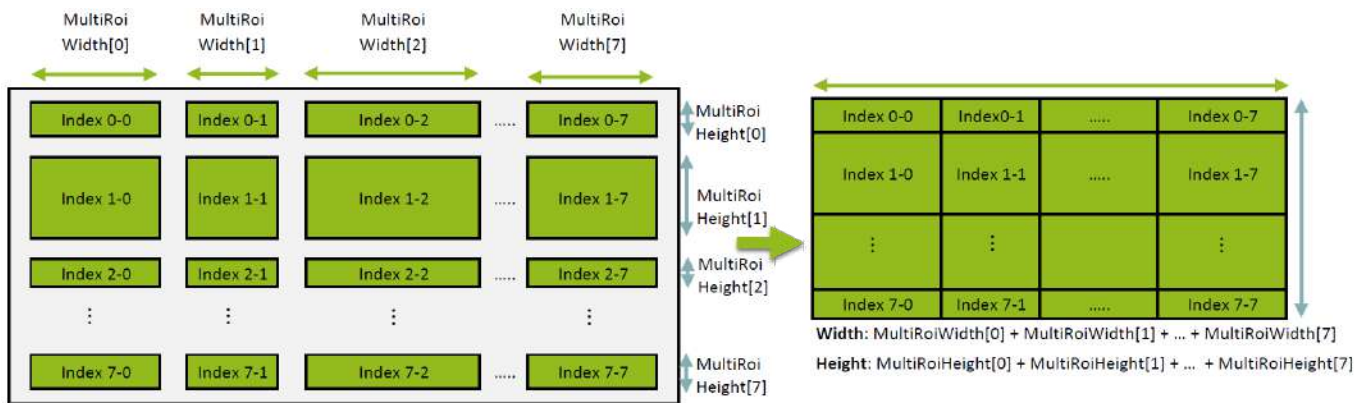 MultiRoi MultiRoi MultiRoi MultiRoi
Width[0] Width[1] Width[2] Width[7]
Index 0-0 Index 0-1 Index 0-2 ..... Index 0-7
MultiRoi
Height[0]
Index 1-0 Index 1-1 Index 1-2 ..... Index 1-7
MultiRoi
Height[1]
Index 2-0 Index 2-1 Index 2-2 ..... Index 2-7
MultiRoi
Height[2]
⋮ ⋮ ⋮ ⋮
Index 7-0 Index 7-1 Index 7-2 ..... Index 7-7
MultiRoi
Height[7]
Index 0-0 Index0-1 ..... Index 0-7
Index 1-0 Index 1-1 ..... Index 1-7
⋮ ⋮ ⋮
Index 7-0 Index 7-1 ..... Index 7-7
Width: MultiRoiWidth[0] + MultiRoiWidth[1] + ... + MultiRoiWidth[7]
Height: MultiRoiHeight[0] + MultiRoiHeight[1] + ... + MultiRoiHeight[7]